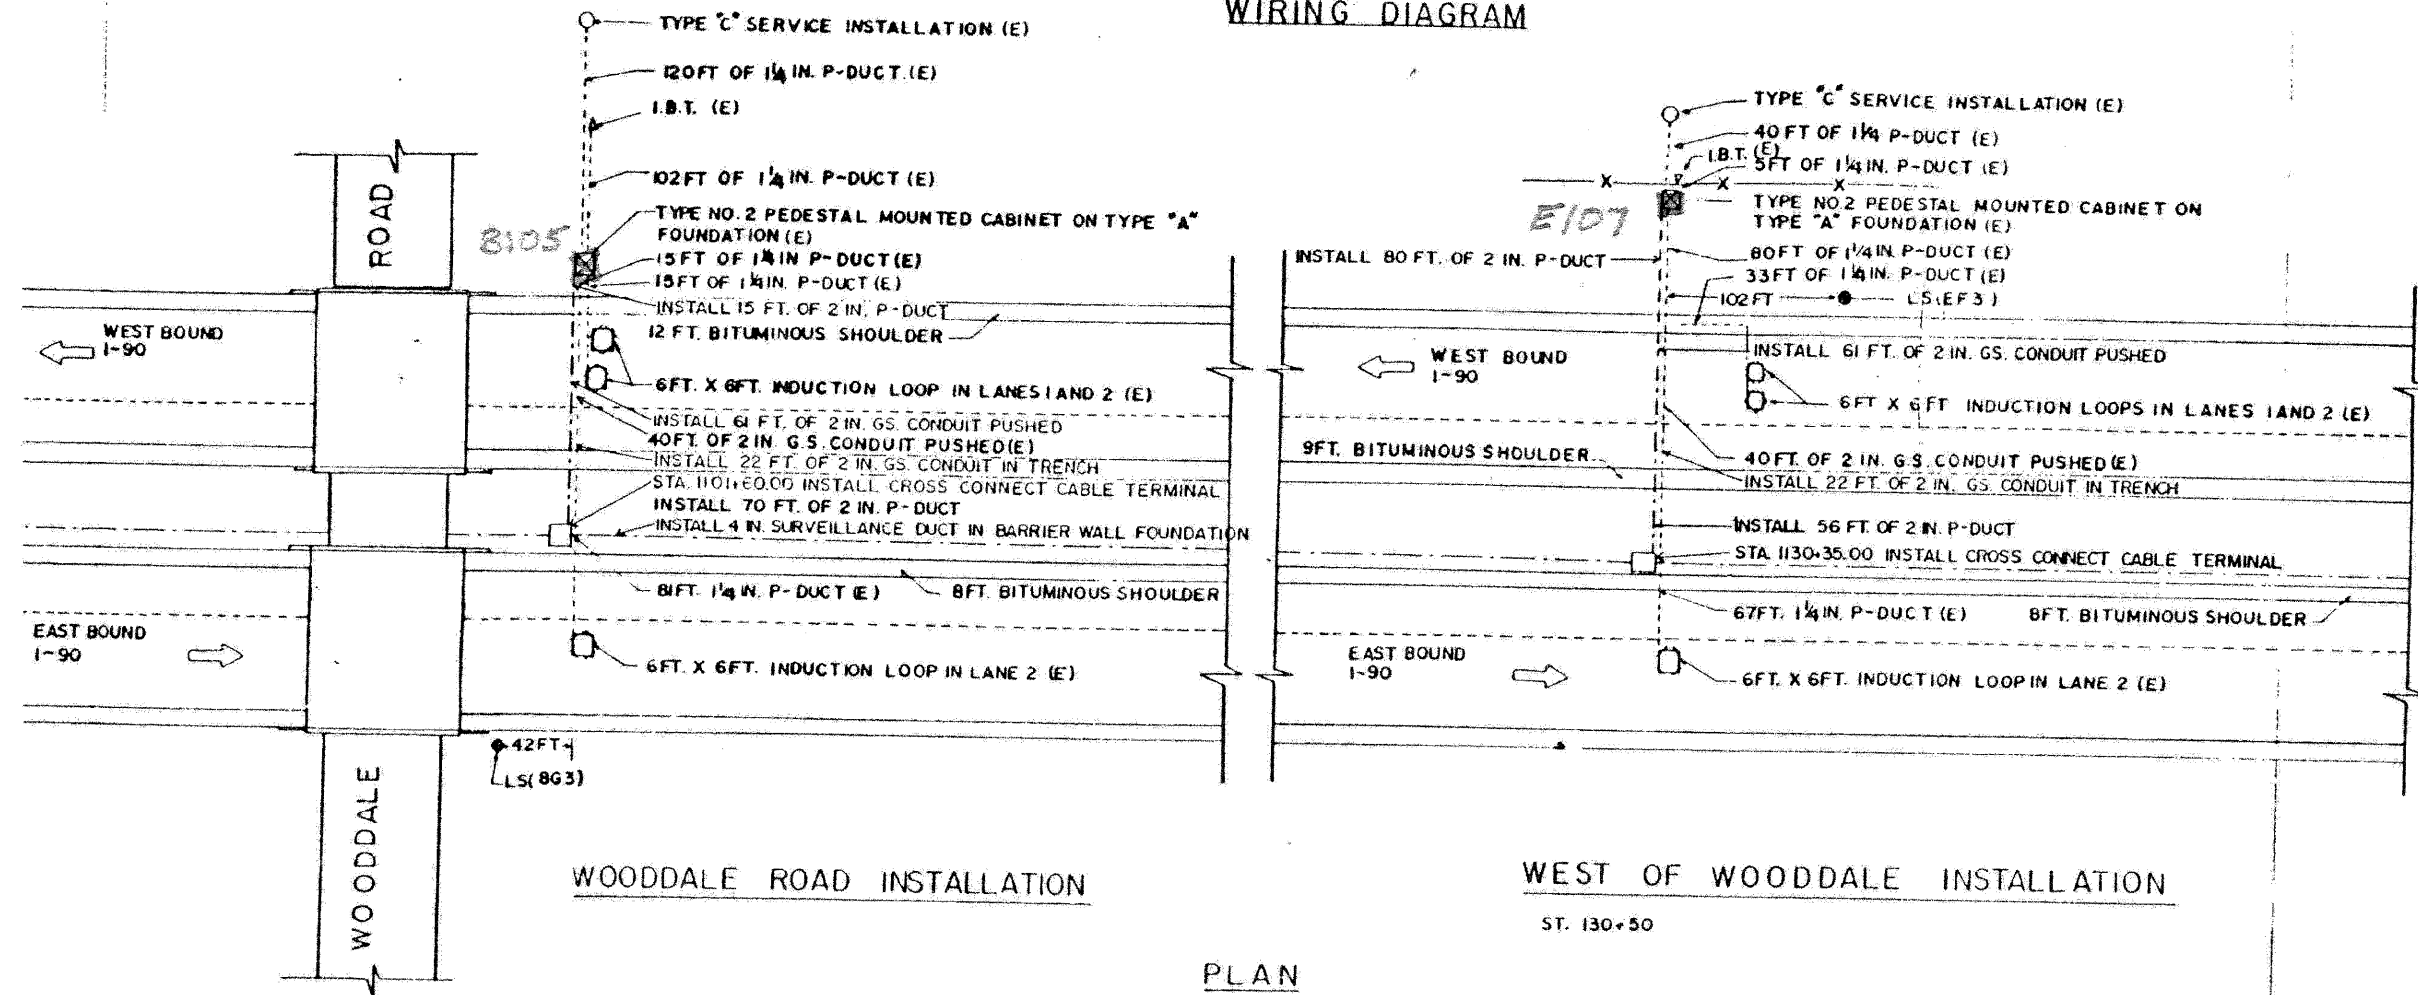 WIRING DIAGRAM
TYPE "C" SERVICE INSTALLATION (E)
120FT OF 1¼ IN. P-DUCT.(E)
I.B.T. (E)
102FT OF 1¼ IN. P-DUCT (E)
TYPE NO. 2 PEDESTAL MOUNTED CABINET ON TYPE "A"
FOUNDATION (E)
15FT OF 1¼ IN P-DUCT (E)
15FT OF 1¼ IN. P-DUCT (E)
INSTALL 15 FT. OF 2 IN. P-DUCT
12 FT. BITUMINOUS SHOULDER
6FT. X 6FT. INDUCTION LOOP IN LANES 1 AND 2 (E)
INSTALL 61 FT. OF 2 IN. GS. CONDUIT PUSHED
40FT. OF 2 IN. G.S. CONDUIT PUSHED (E)
INSTALL 22 FT. OF 2 IN. GS. CONDUIT IN TRENCH
STA. 1101+60.00 INSTALL CROSS CONNECT CABLE TERMINAL
INSTALL 70 FT. OF 2 IN. P-DUCT
INSTALL 4 IN. SURVEILLANCE DUCT IN BARRIER WALL FOUNDATION
81FT. 1¼ IN. P-DUCT (E)
8FT. BITUMINOUS SHOULDER
6FT. X 6FT. INDUCTION LOOP IN LANE 2 (E)
ROAD
WEST BOUND
I-90
EAST BOUND
I-90
42FT
LS(8G3)
WOODDALE
WOODDALE ROAD INSTALLATION
TYPE "C" SERVICE INSTALLATION (E)
40 FT OF 1¼ P-DUCT (E)
I.B.T. (E)
5FT OF 1¼ IN. P-DUCT (E)
X X X
E107
TYPE NO.2 PEDESTAL MOUNTED CABINET ON
TYPE "A" FOUNDATION (E)
INSTALL 80 FT. OF 2 IN. P-DUCT
80FT OF 1¼ IN. P-DUCT (E)
33FT OF 1¼ IN. P-DUCT (E)
102FT
WEST BOUND
I-90
INSTALL 61 FT. OF 2 IN. GS. CONDUIT PUSHED
6FT X 6 FT INDUCTION LOOPS IN LANES 1 AND 2 (E)
9FT. BITUMINOUS SHOULDER
40FT. OF 2 IN. G.S. CONDUIT PUSHED (E)
INSTALL 22 FT. OF 2 IN. GS. CONDUIT IN TRENCH
INSTALL 56 FT. OF 2 IN. P-DUCT
STA. 1130+35.00 INSTALL CROSS CONNECT CABLE TERMINAL
67FT. 1¼ IN. P-DUCT (E)
8FT. BITUMINOUS SHOULDER
EAST BOUND
I-90
6FT. X 6FT. INDUCTION LOOP IN LANE 2 (E)
WEST OF WOODDALE INSTALLATION
ST. 130+50
PLAN